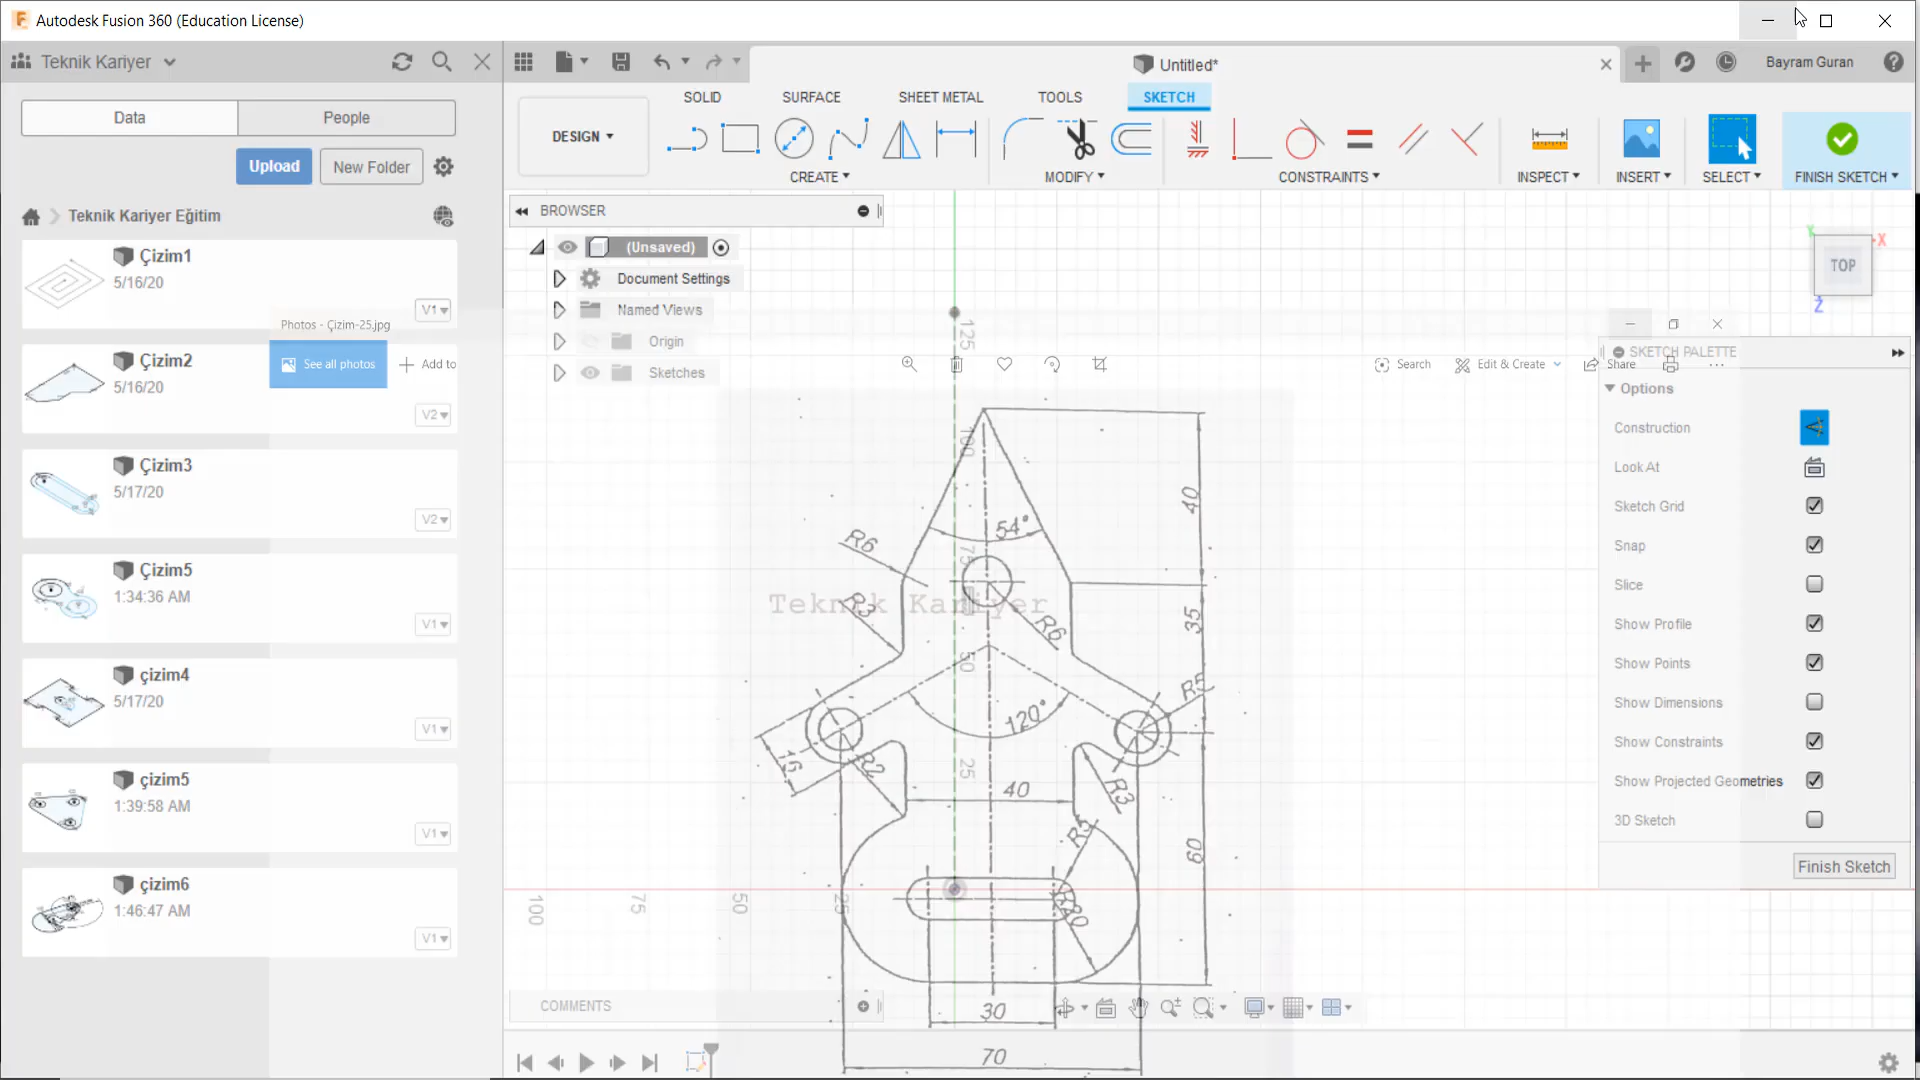 Autodesk Fusion 360 (Education License)
Teknik Kariyer
Untitled*
Bayram Guran
Data
People
Upload
New Folder
Teknik Kariyer Eğitim
Çizim1
5/16/20
V1
Photos - Çizim-25.jpg
See all photos
Add to
Çizim2
5/16/20
V2
Çizim3
5/17/20
V2
Çizim5
1:34:36 AM
V1
çizim4
5/17/20
V1
çizim5
1:39:58 AM
V1
çizim6
1:46:47 AM
V1
DESIGN
SOLID
SURFACE
SHEET METAL
TOOLS
SKETCH
CREATE
MODIFY
CONSTRAINTS
INSPECT
INSERT
SELECT
FINISH SKETCH
BROWSER
(Unsaved)
Document Settings
Named Views
Origin
Sketches
TOP
X
Y
Z
Search
Edit & Create
Share
SKETCH PALETTE
Options
Construction
Look At
Sketch Grid
Snap
Slice
Show Profile
Show Points
Show Dimensions
Show Constraints
Show Projected Geometries
3D Sketch
Finish Sketch
125
100
75
50
25
100
75
50
25
40
54°
R6
R3
Teknik Kariyer
R6
35
R5
120°
16
R2
40
R3
R5
60
R20
30
70
COMMENTS